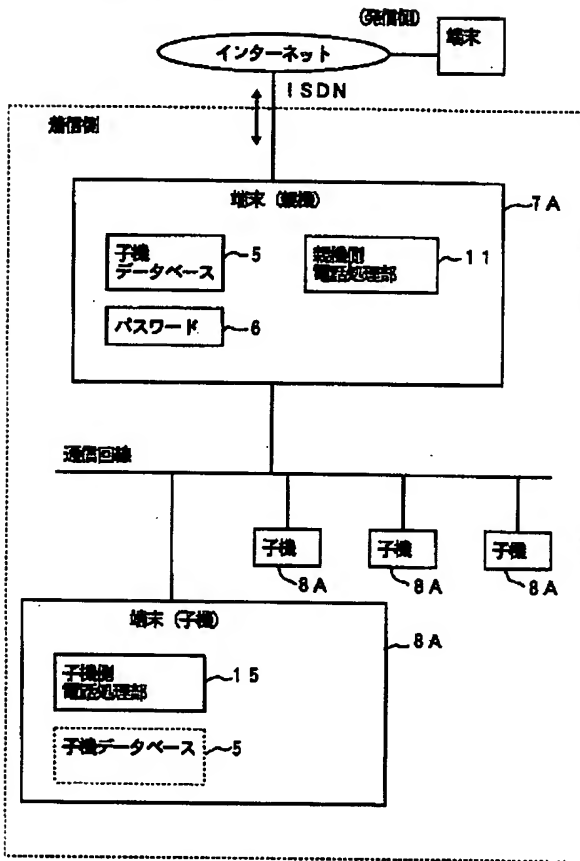 (発信側)
端末
インターネット
ISDN
着信側
端末 (親機)
7A
子機
データベース
5
親機側
電話処理部
11
パスワード
6
通信回線
子機
8A
子機
8A
子機
8A
端末 (子機)
8A
子機側
電話処理部
15
子機データベース
5